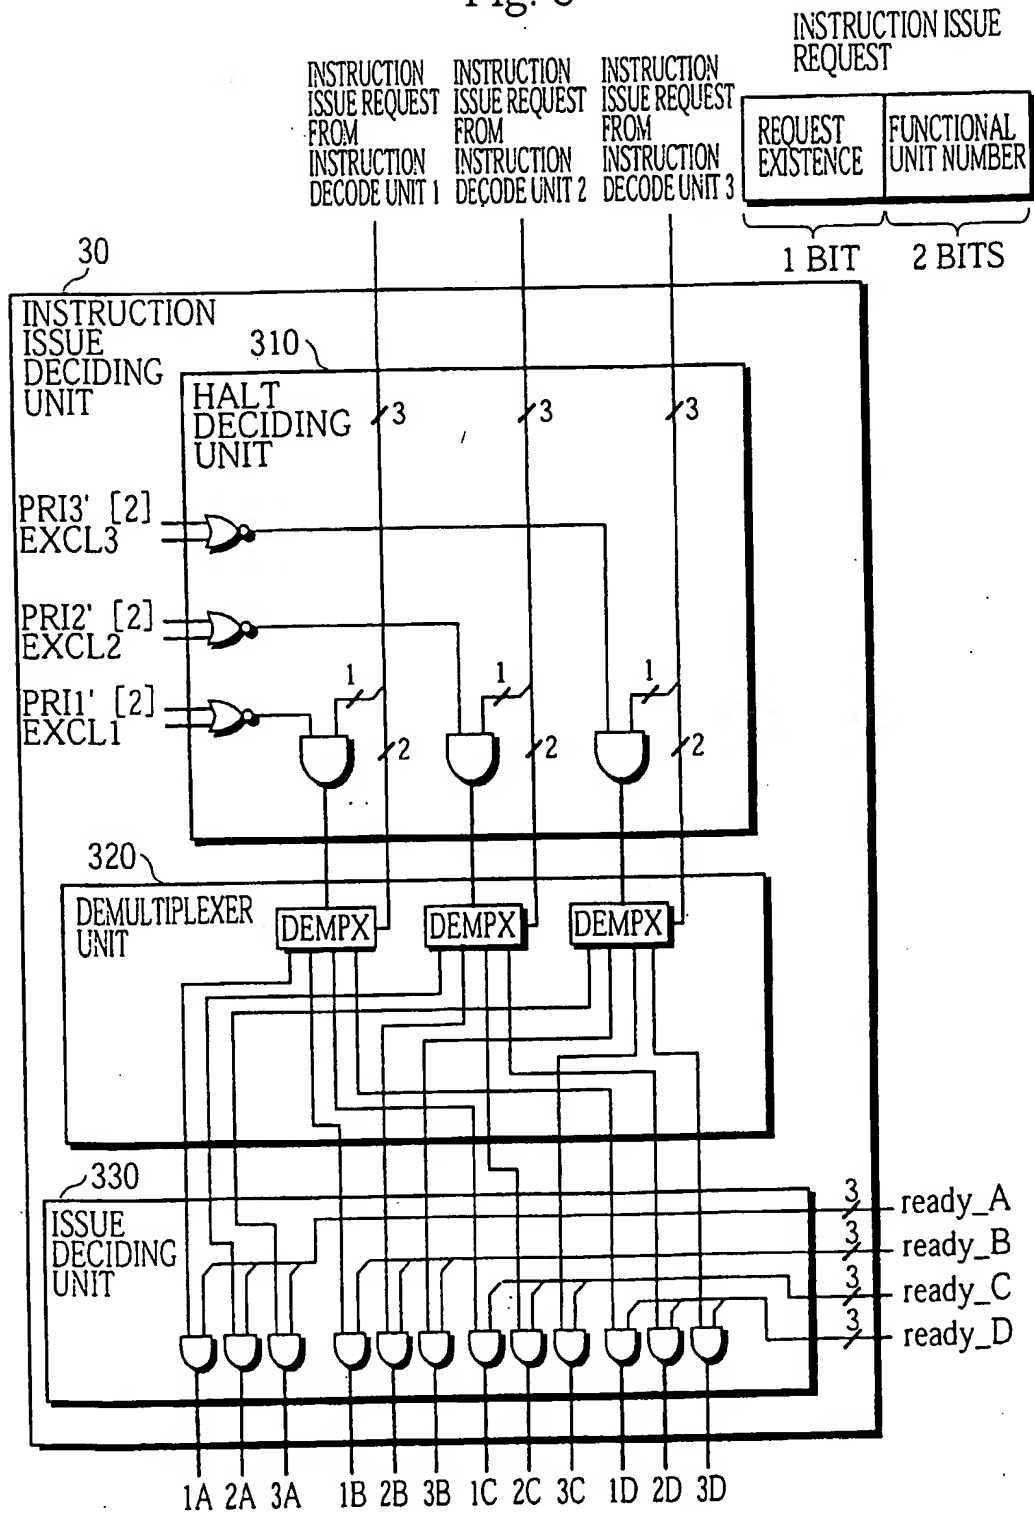 INSTRUCTION ISSUE
REQUEST
REQUEST
EXISTENCE
FUNCTIONAL
UNIT NUMBER
1 BIT
2 BITS
INSTRUCTION
ISSUE REQUEST
FROM
INSTRUCTION
DECODE UNIT 1
INSTRUCTION
ISSUE REQUEST
FROM
INSTRUCTION
DECODE UNIT 2
INSTRUCTION
ISSUE REQUEST
FROM
INSTRUCTION
DECODE UNIT 3
30
INSTRUCTION
ISSUE
DECIDING
UNIT
310
HALT
DECIDING
UNIT
3
3
3
PRI3' [2]
EXCL3
PRI2' [2]
EXCL2
PRI1' [2]
EXCL1
1
1
1
2
2
2
320
DEMULTIPLEXER
UNIT
DEMPX
DEMPX
DEMPX
330
ISSUE
DECIDING
UNIT
3
ready_A
3
ready_B
3
ready_C
3
ready_D
1A
2A
3A
1B
2B
3B
1C
2C
3C
1D
2D
3D